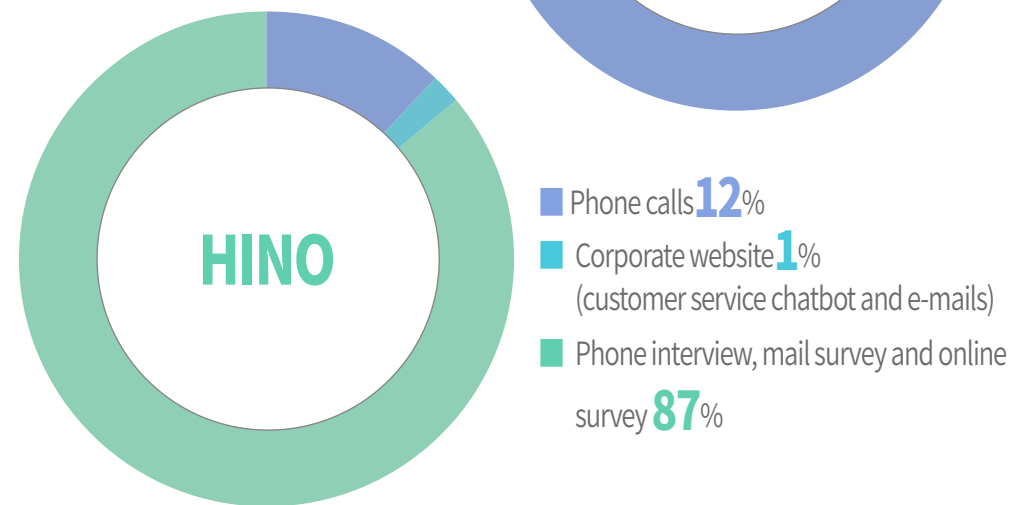 HINO
Phone calls 12%
Corporate website 1%
(customer service chatbot and e-mails)
Phone interview, mail survey and online
survey 87%